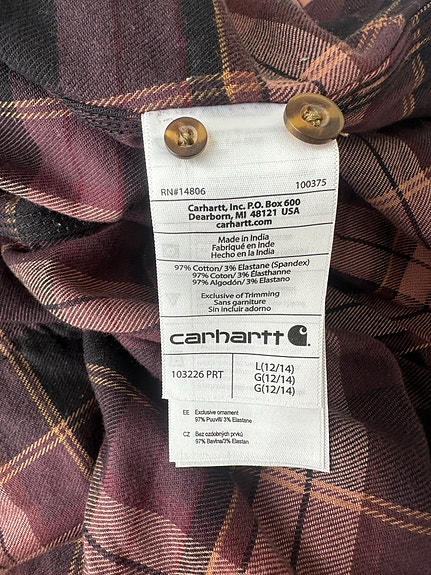 RN#14806 100375
Carhartt, Inc. P.O. Box 600
Dearborn, MI 48121 USA
carhartt.com
Made in India
Fabriqué en Inde
Hecho en la India
97% Cotton/ 3% Elastane (Spandex)
97% Coton/ 3% Élasthanne
97% Algodón/ 3% Elastano
Exclusive of Trimming
Sans garniture
Sin incluir adorno
carhartt
103226 PRT
L(12/14)
G(12/14)
G(12/14)
EE Exclusive ornament
97% Puuvill/ 3% Elastan
CZ Bez ozdobných prvků
97% Bavlna/3% Elastan